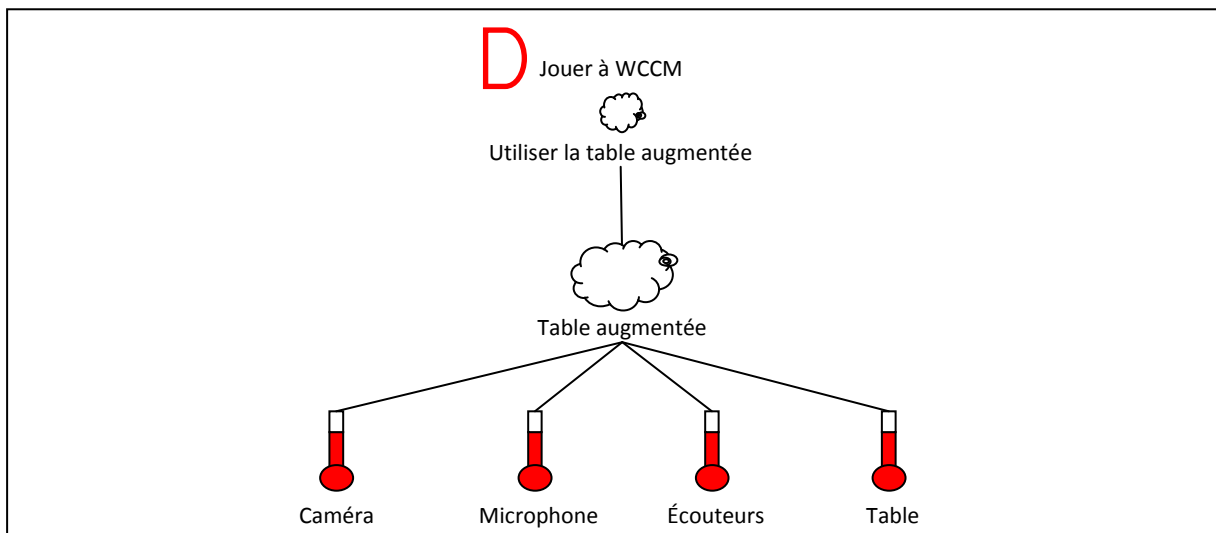 D Jouer à WCCM
Utiliser la table augmentée
Table augmentée
Caméra Microphone Écouteurs Table